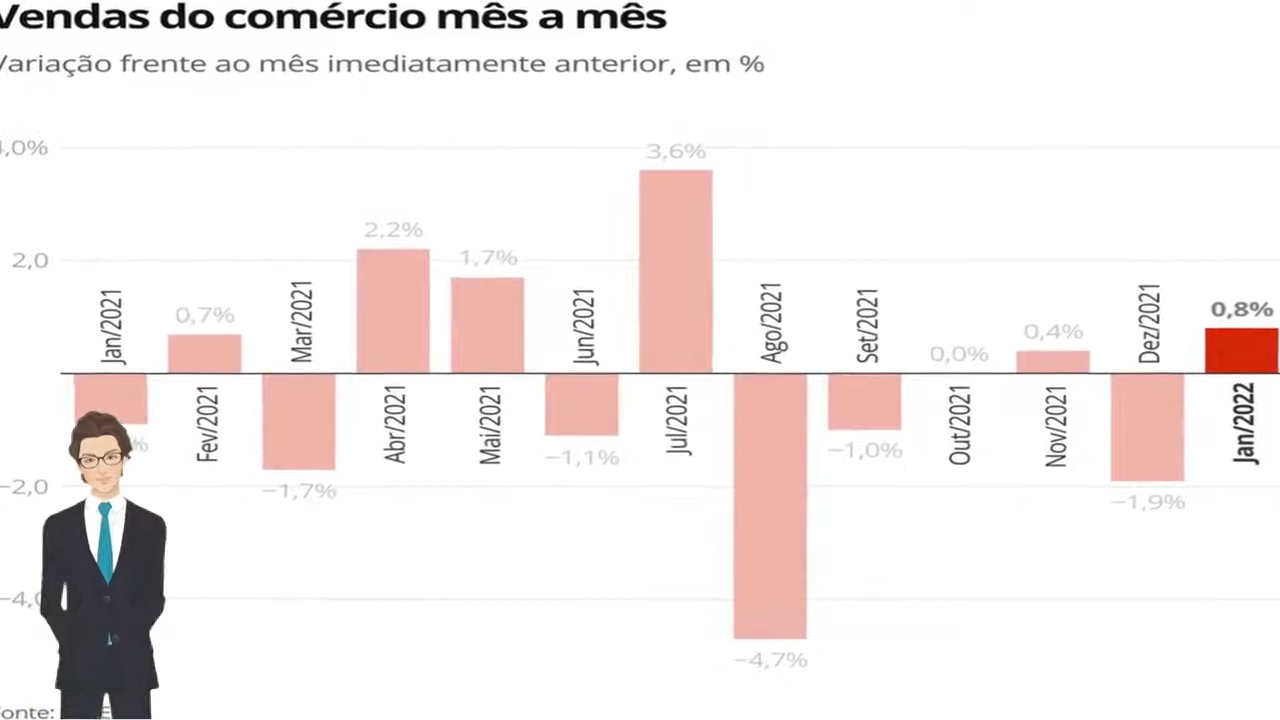 Vendas do comércio mês a mês
Variação frente ao mês imediatamente anterior, em %
4,0%
3,6%
2,2%
1,7%
2,0
Jan/2021
0,7%
Mar/2021
Jun/2021
Ago/2021
Set/2021
0,0%
0,4%
Dez/2021
0,8%
Fev/2021
Abr/2021
Mai/2021
Jul/2021
Out/2021
Nov/2021
Jan/2022
−1,7%
−1,1%
−1,0%
−1,9%
−2,0
−4,7%
Fonte: